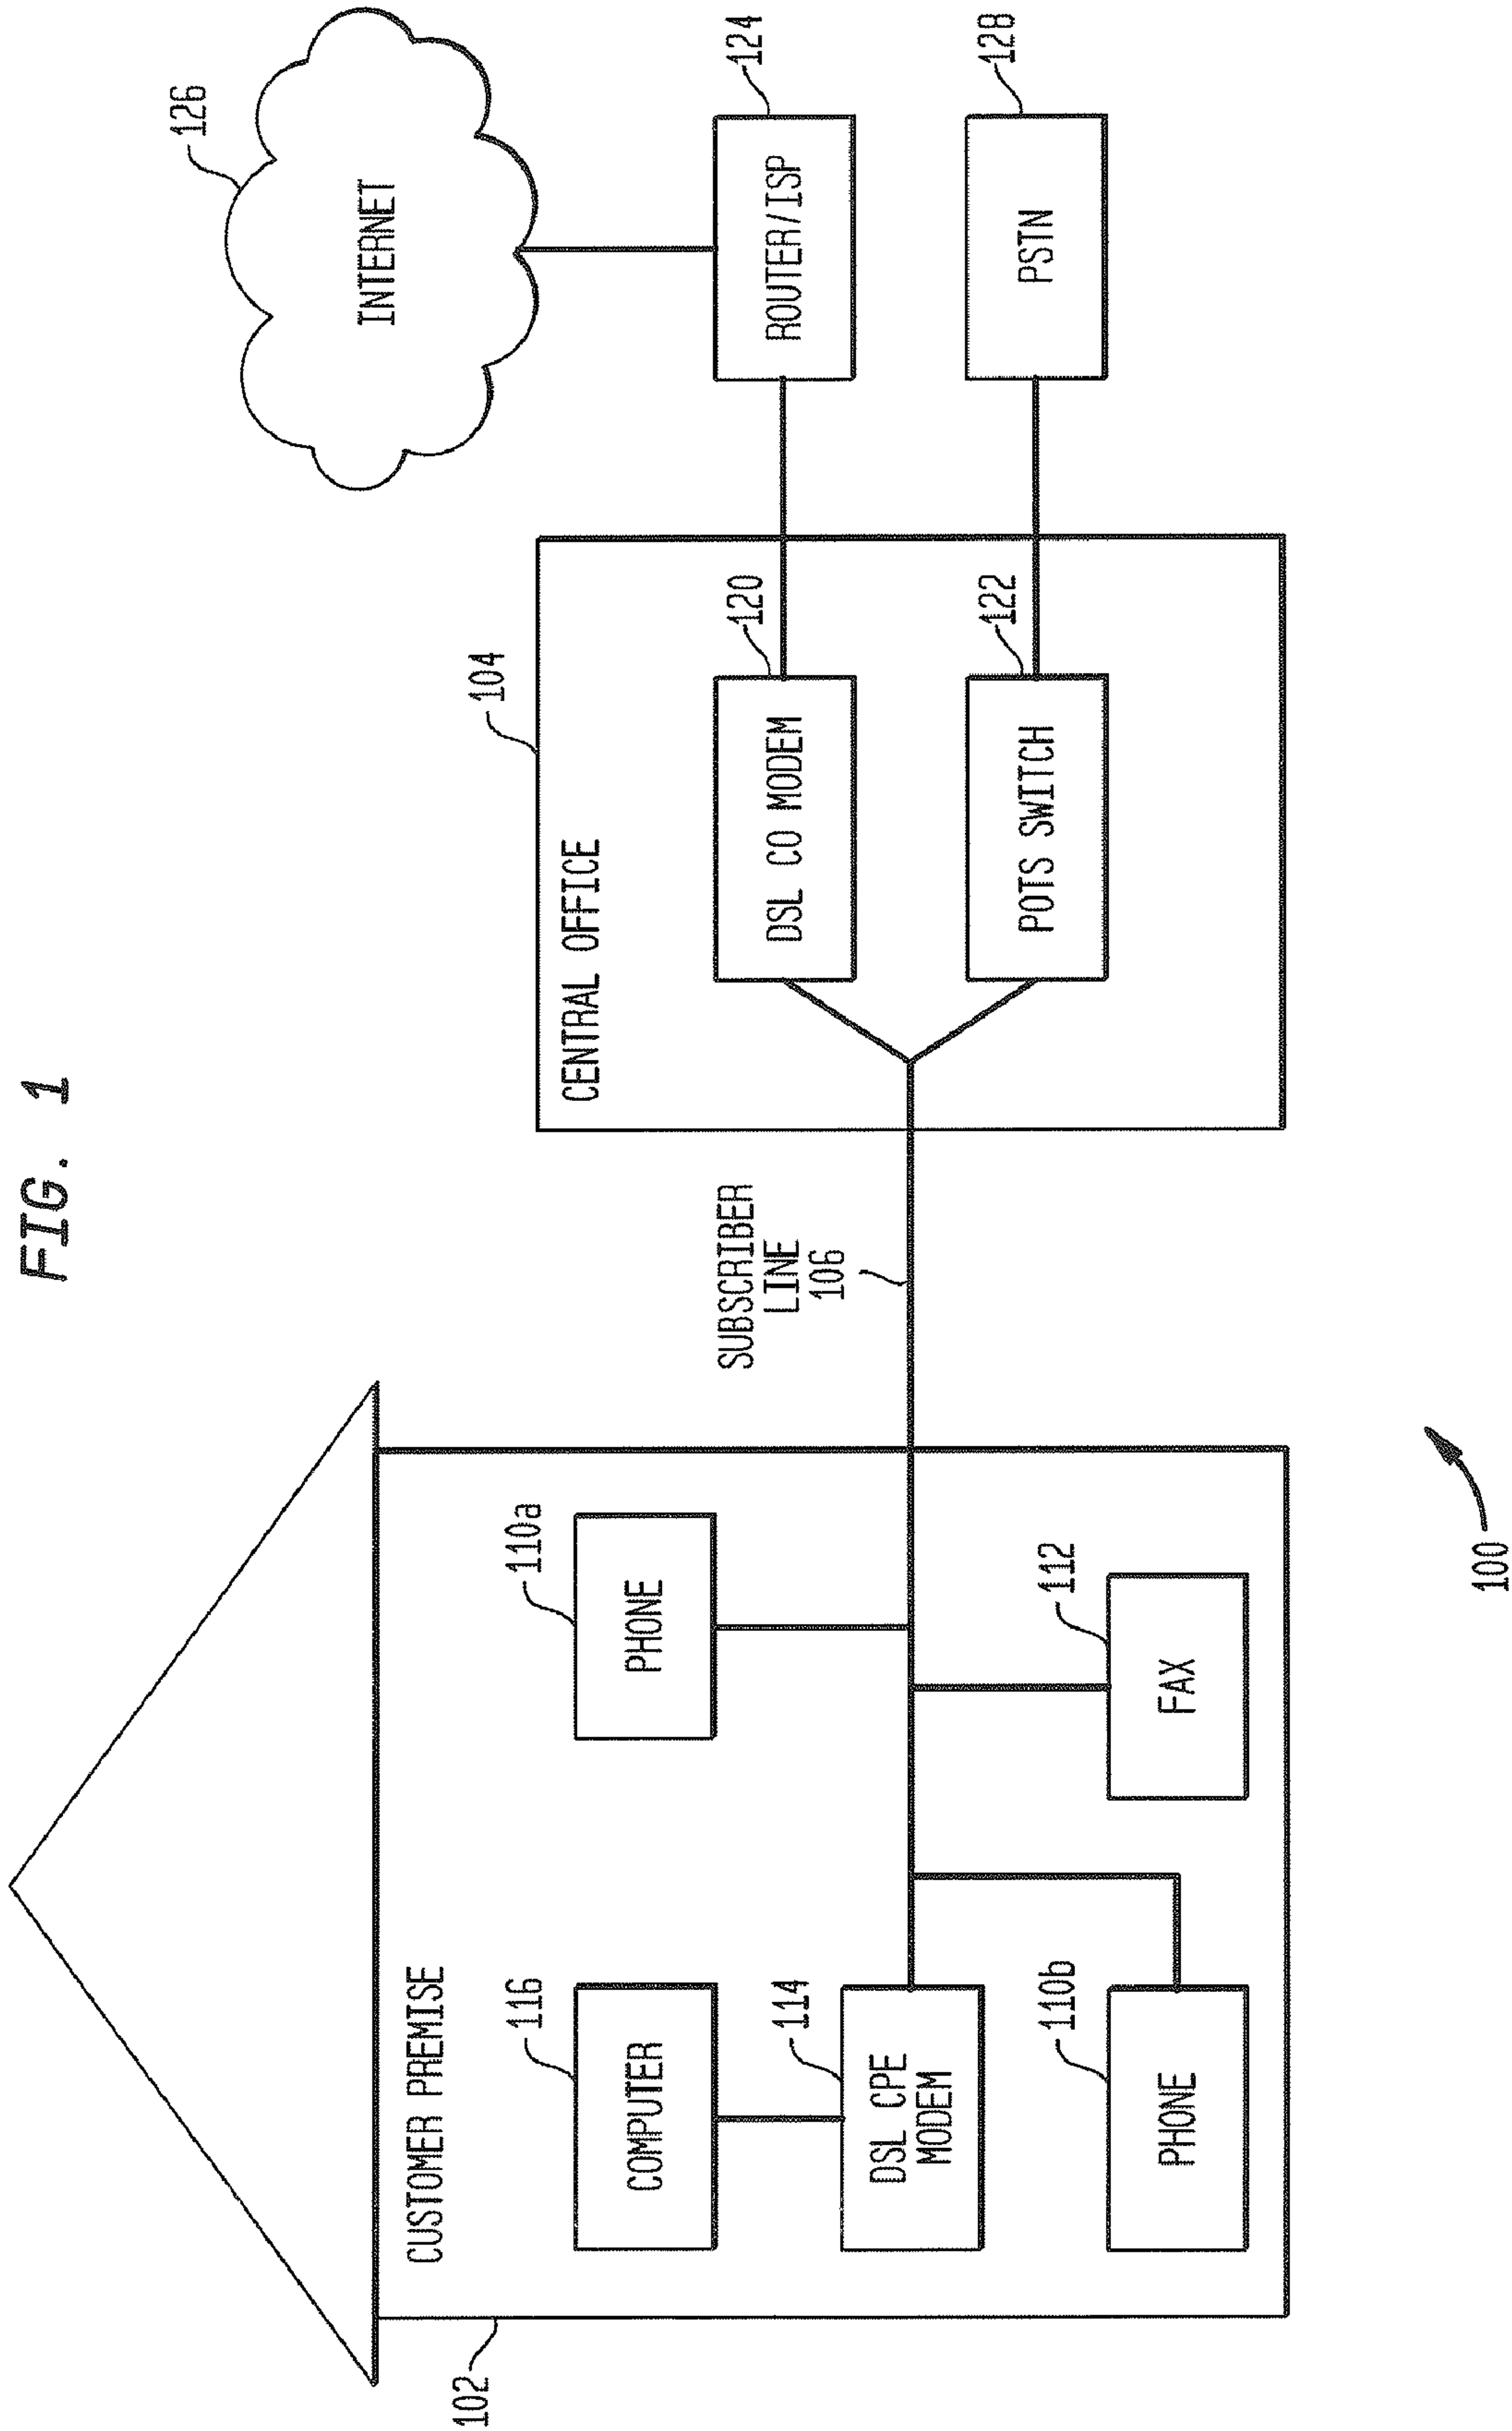 FIG. 1
CUSTOMER PREMISE
102
COMPUTER
116
DSL CPE
MODEM
114
PHONE
110b
PHONE
110a
FAX
112
SUBSCRIBER
LINE
106
CENTRAL OFFICE
104
DSL CO MODEM
120
POTS SWITCH
122
INTERNET
126
ROUTER/ISP
124
PSTN
128
100